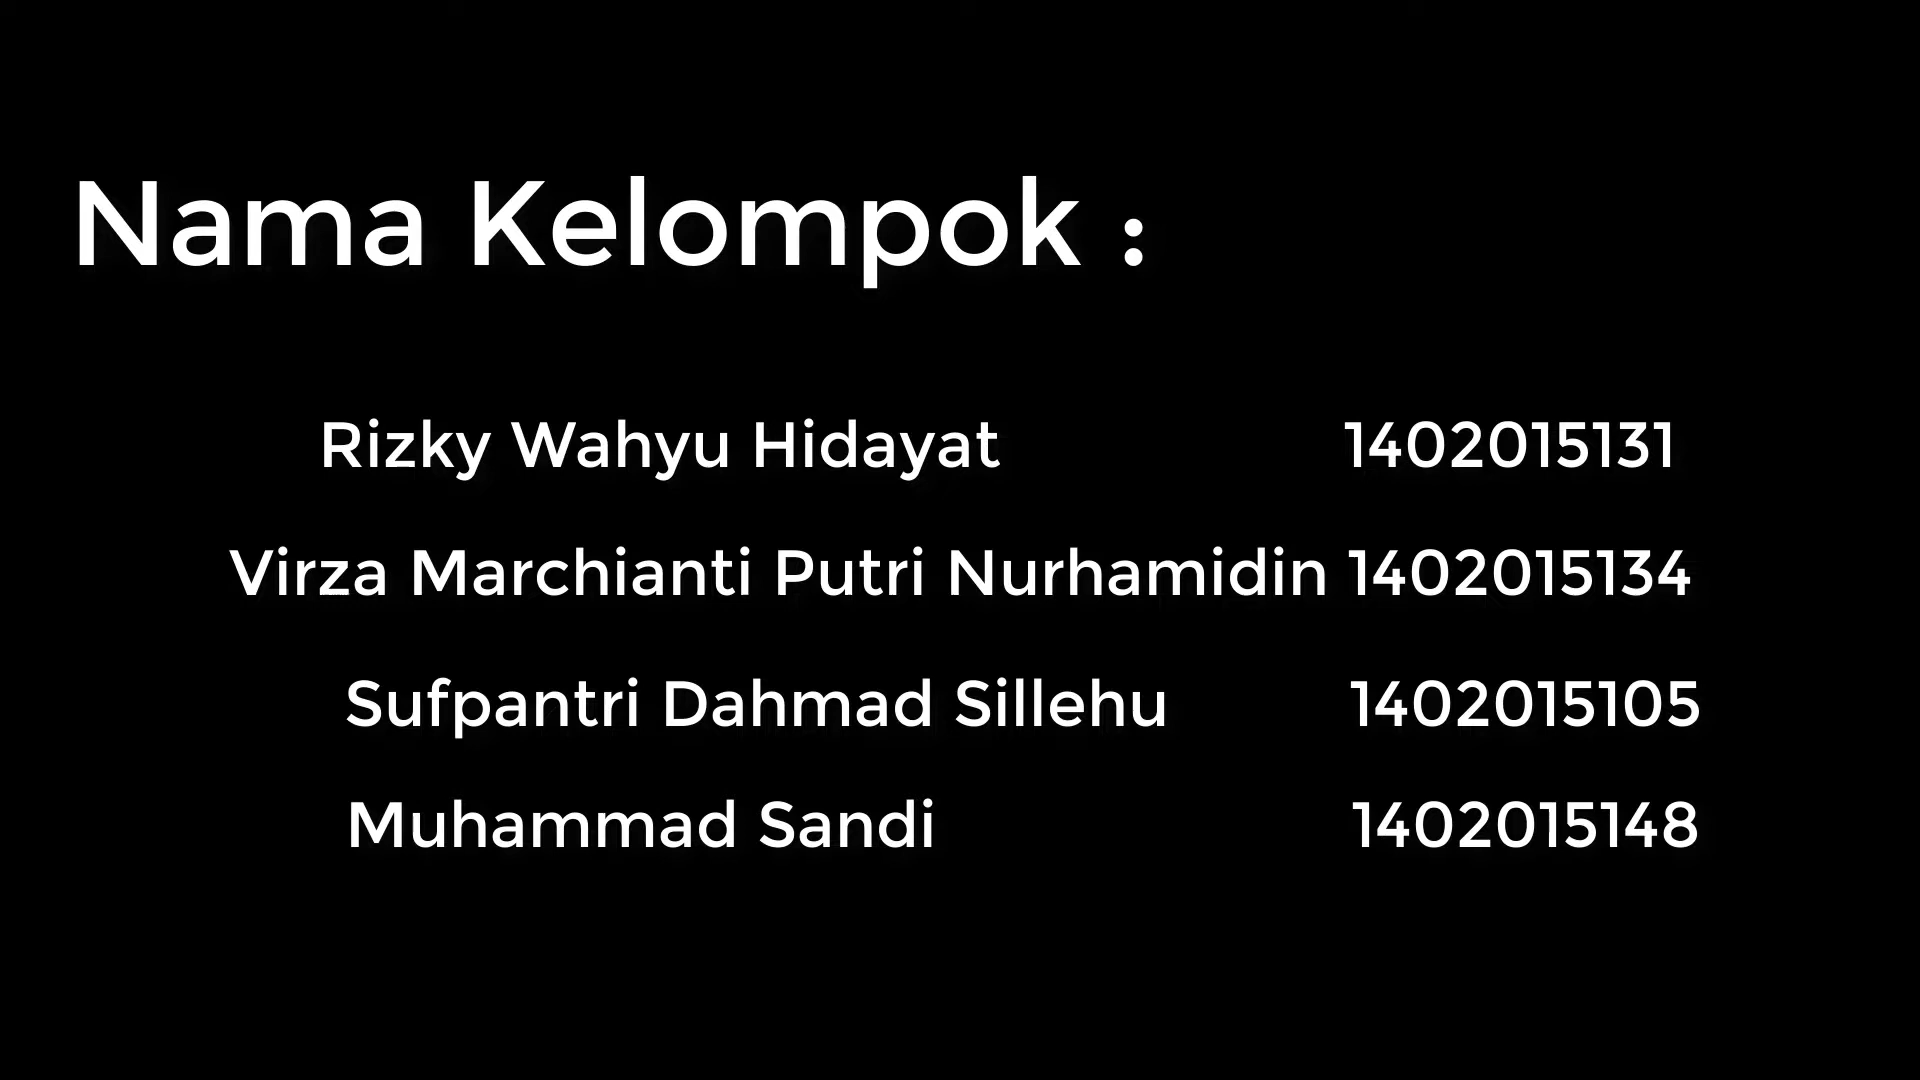 Nama Kelompok :
Rizky Wahyu Hidayat 1402015131
Virza Marchianti Putri Nurhamidin 1402015134
Sufpantri Dahmad Sillehu 1402015105
Muhammad Sandi 1402015148